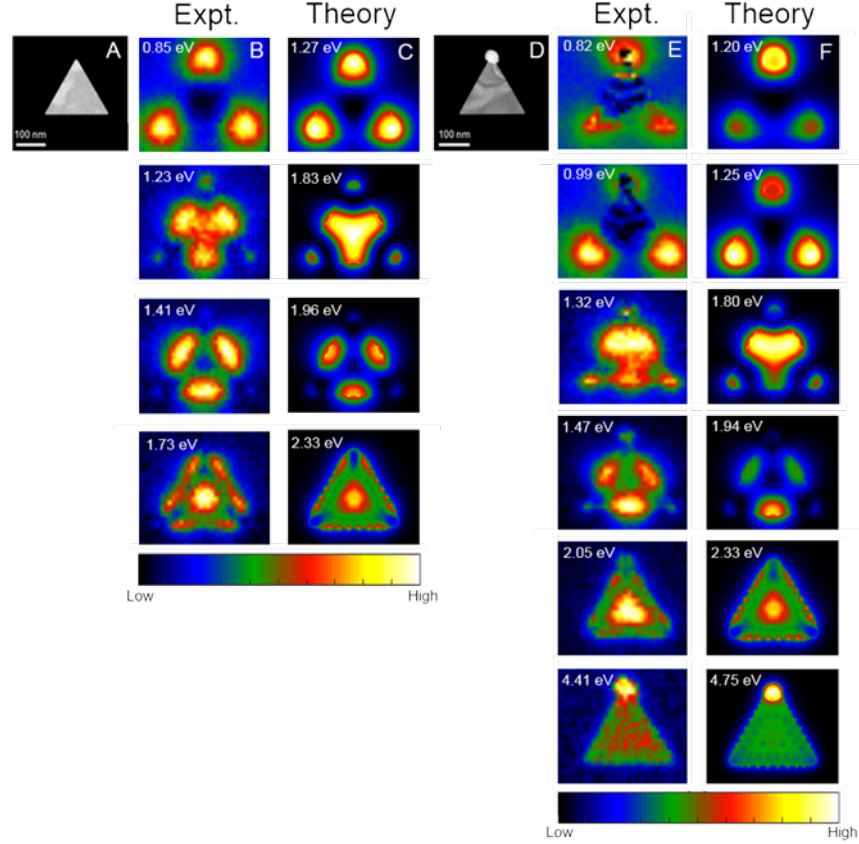 Expt. Theory Expt. Theory
A 0.85 eV B 1.27 eV C D 0.82 eV E 1.20 eV F
100 nm 100 nm
1.23 eV 1.83 eV 0.99 eV 1.25 eV
1.41 eV 1.96 eV 1.32 eV 1.80 eV
1.73 eV 2.33 eV 1.47 eV 1.94 eV
Low High
2.05 eV 2.33 eV
4.41 eV 4.75 eV
Low High